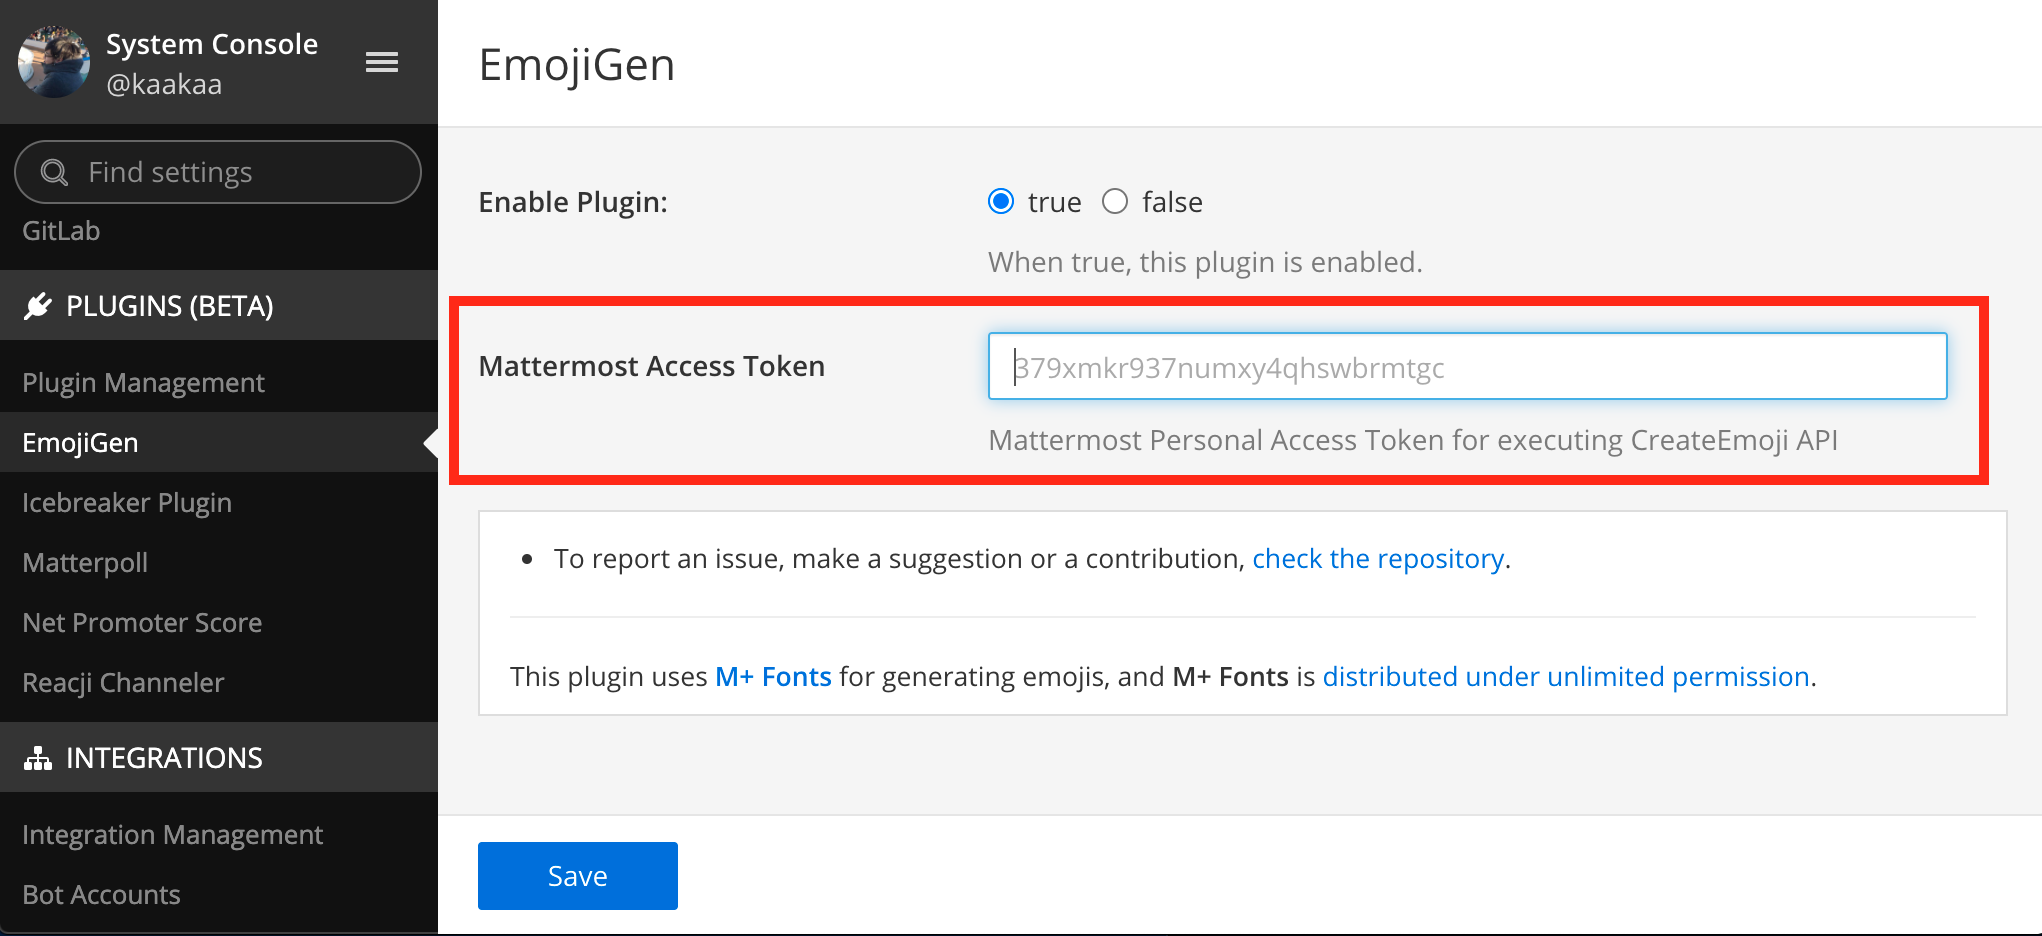 System Console
@kaakaa
Find settings
GitLab
PLUGINS (BETA)
Plugin Management
EmojiGen
Icebreaker Plugin
Matterpoll
Net Promoter Score
Reacji Channeler
INTEGRATIONS
Integration Management
Bot Accounts
EmojiGen
Enable Plugin:
true false
When true, this plugin is enabled.
Mattermost Access Token
379xmkr937numxy4qhswbrmtgc
Mattermost Personal Access Token for executing CreateEmoji API
• To report an issue, make a suggestion or a contribution, check the repository.
This plugin uses M+ Fonts for generating emojis, and M+ Fonts is distributed under unlimited permission.
Save